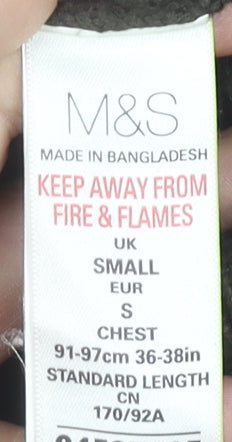 M&S
MADE IN BANGLADESH
KEEP AWAY FROM
FIRE & FLAMES
UK
SMALL
EUR
S
CHEST
91-97cm 36-38in
STANDARD LENGTH
CN
170/92A